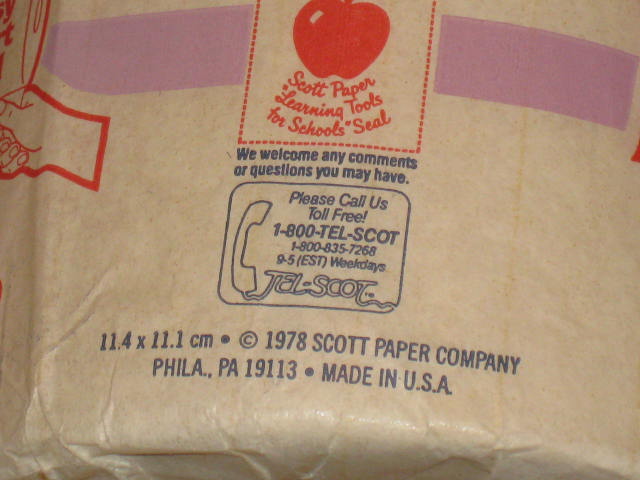 Scott Paper
"Learning Tools
For Schools" Seal
We welcome any comments
or questions you may have.
Please Call Us
Toll Free!
1-800-TEL-SCOT
1-800-835-7268
9-5 (EST) Weekdays
TEL-SCOT™
11.4 x 11.1 cm • © 1978 SCOTT PAPER COMPANY
PHILA., PA 19113 • MADE IN U.S.A.